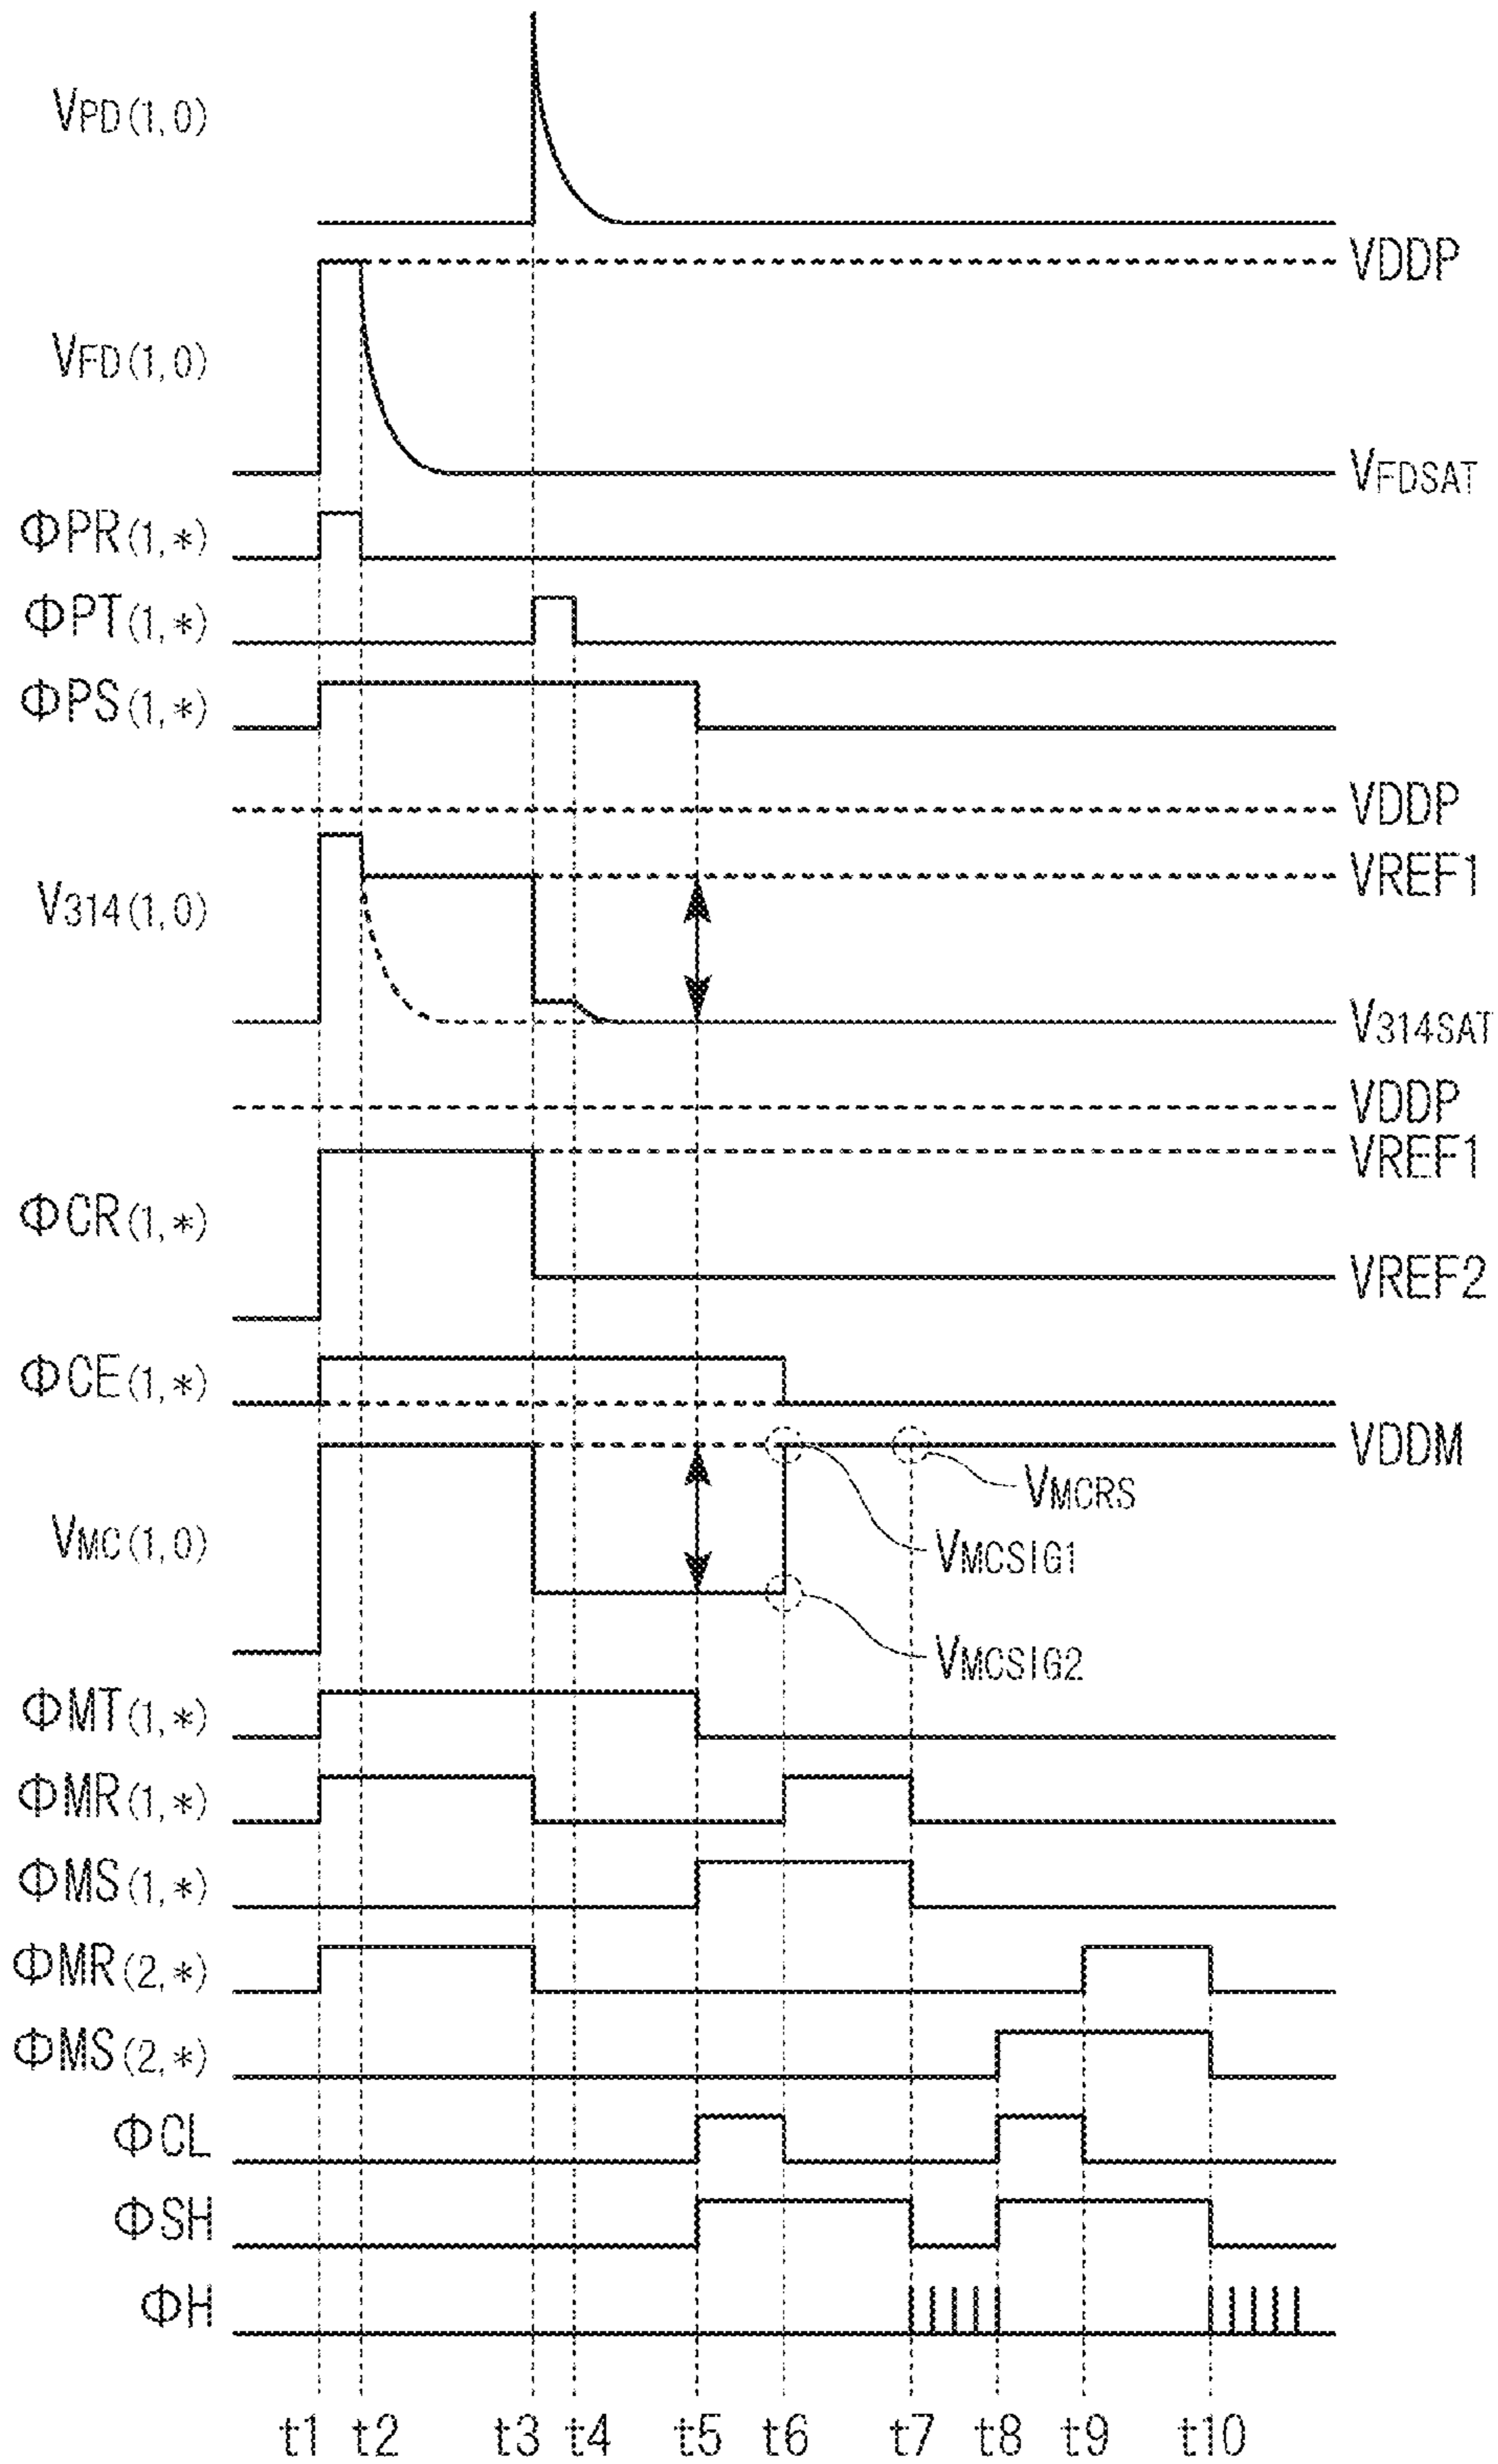 VPD(1,0)
VDDP
VFD(1,0)
VFDSAT
ΦPR(1,*)
ΦPT(1,*)
ΦPS(1,*)
VDDP
VREF1
V314(1,0)
V314SAT
VDDP
VREF1
ΦCR(1,*)
VREF2
ΦCE(1,*)
VDDM
VMCRS
VMC(1,0)
VMCSIG1
VMCSIG2
ΦMT(1,*)
ΦMR(1,*)
ΦMS(1,*)
ΦMR(2,*)
ΦMS(2,*)
ΦCL
ΦSH
ΦH
t1 t2 t3 t4 t5 t6 t7 t8 t9 t10